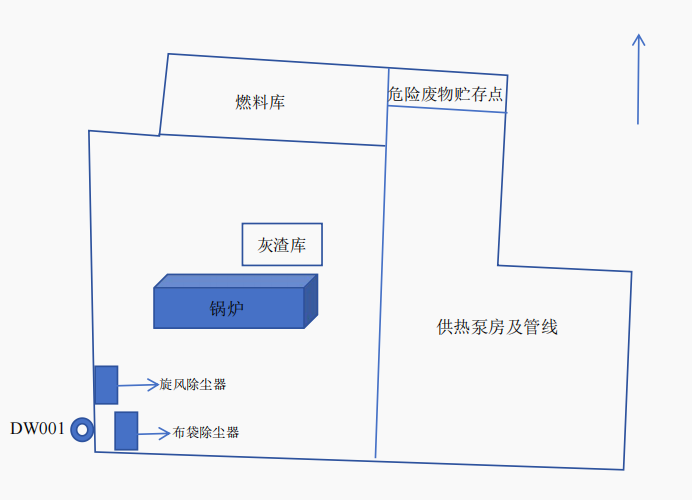 危险废物贮存点
燃料库
灰渣库
锅炉
供热泵房及管线
旋风除尘器
DW001
布袋除尘器